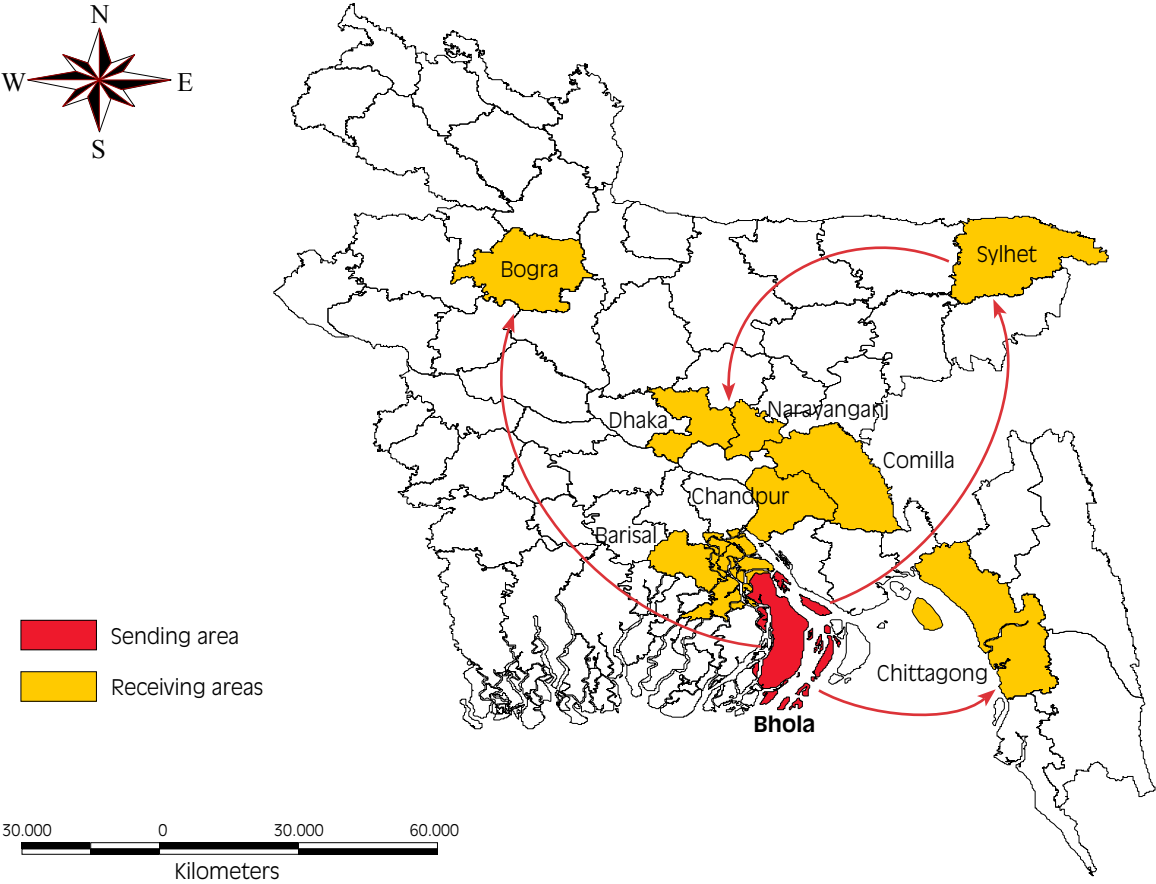 N
W
E
S
Sylhet
Bogra
Narayanganj
Dhaka
Comilla
Chandpur
Barisal
Sending area
Chittagong
Receiving areas
Bhola
30.000 0 30.000 60.000
Kilometers